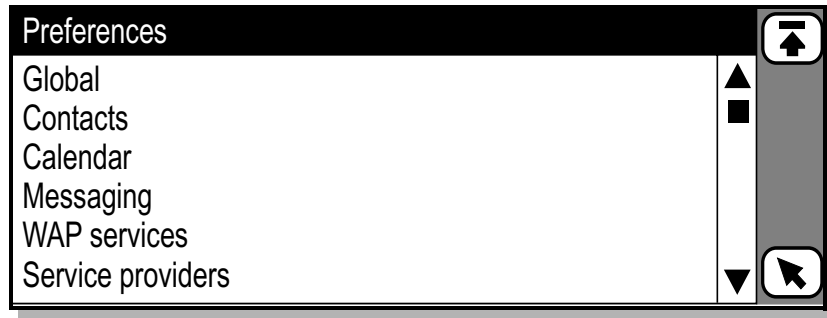 Preferences
Global
Contacts
Calendar
Messaging
WAP services
Service providers